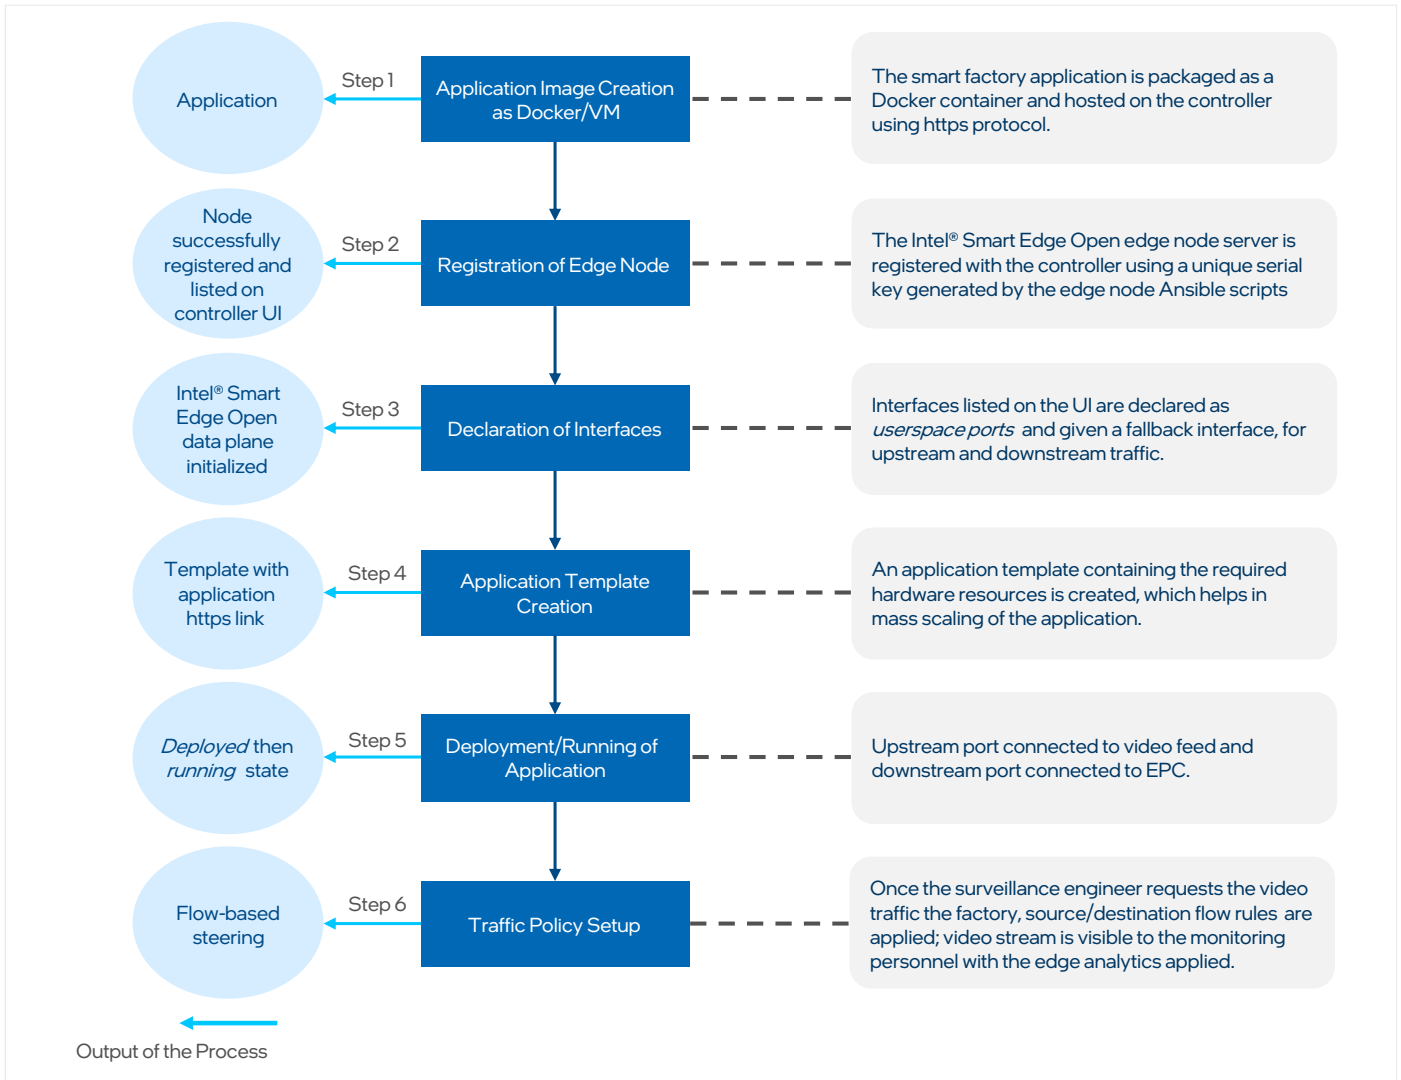 Application
Step 1
Application Image Creation
as Docker/VM
The smart factory application is packaged as a
Docker container and hosted on the controller
using https protocol.
Node
successfully
registered and
listed on
controller UI
Step 2
Registration of Edge Node
The Intel® Smart Edge Open edge node server is
registered with the controller using a unique serial
key generated by the edge node Ansible scripts
Intel® Smart
Edge Open
data plane
initialized
Step 3
Declaration of Interfaces
Interfaces listed on the UI are declared as
userspace ports and given a fallback interface, for
upstream and downstream traffic.
Template with
application
https link
Step 4
Application Template
Creation
An application template containing the required
hardware resources is created, which helps in
mass scaling of the application.
Deployed then
running state
Step 5
Deployment/Running of
Application
Upstream port connected to video feed and
downstream port connected to EPC.
Flow-based
steering
Step 6
Traffic Policy Setup
Once the surveillance engineer requests the video
traffic the factory, source/destination flow rules are
applied; video stream is visible to the monitoring
personnel with the edge analytics applied.
Output of the Process